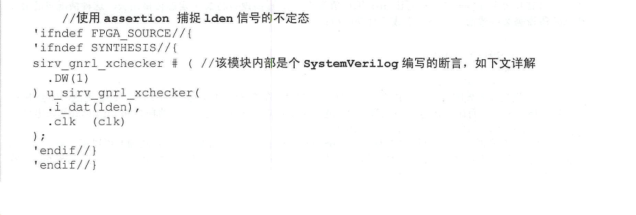 //使用 assertion 捕捉 lden 信号的不定态
'ifndef FPGA_SOURCE//{
'ifndef SYNTHESIS//{
sirv_gnrl_xchecker # ( //该模块内部是个 SystemVerilog 编写的断言，如下文详解
.DW(1)
) u_sirv_gnrl_xchecker(
.i_dat(lden),
.clk (clk)
);
'endif//}
'endif//}